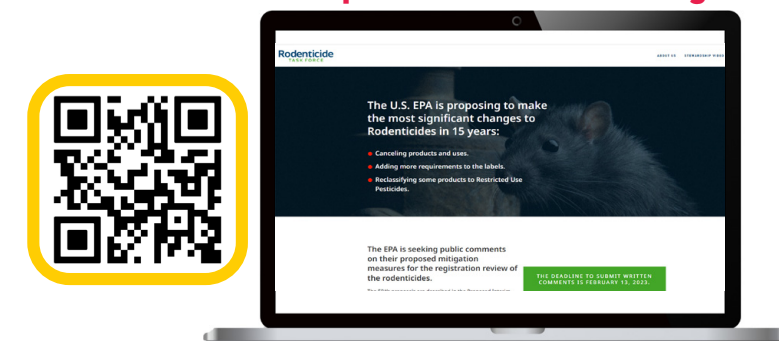 Rodenticide
TASK FORCE
ABOUT US STEWARDSHIP VIDEO
The U.S. EPA is proposing to make
the most significant changes to
Rodenticides in 15 years:
Canceling products and uses.
Adding more requirements to the labels.
Reclassifying some products to Restricted Use
Pesticides.
The EPA is seeking public comments
on their proposed mitigation
measures for the registration review of
the rodenticides.
THE DEADLINE TO SUBMIT WRITTEN
COMMENTS IS FEBRUARY 13, 2023.